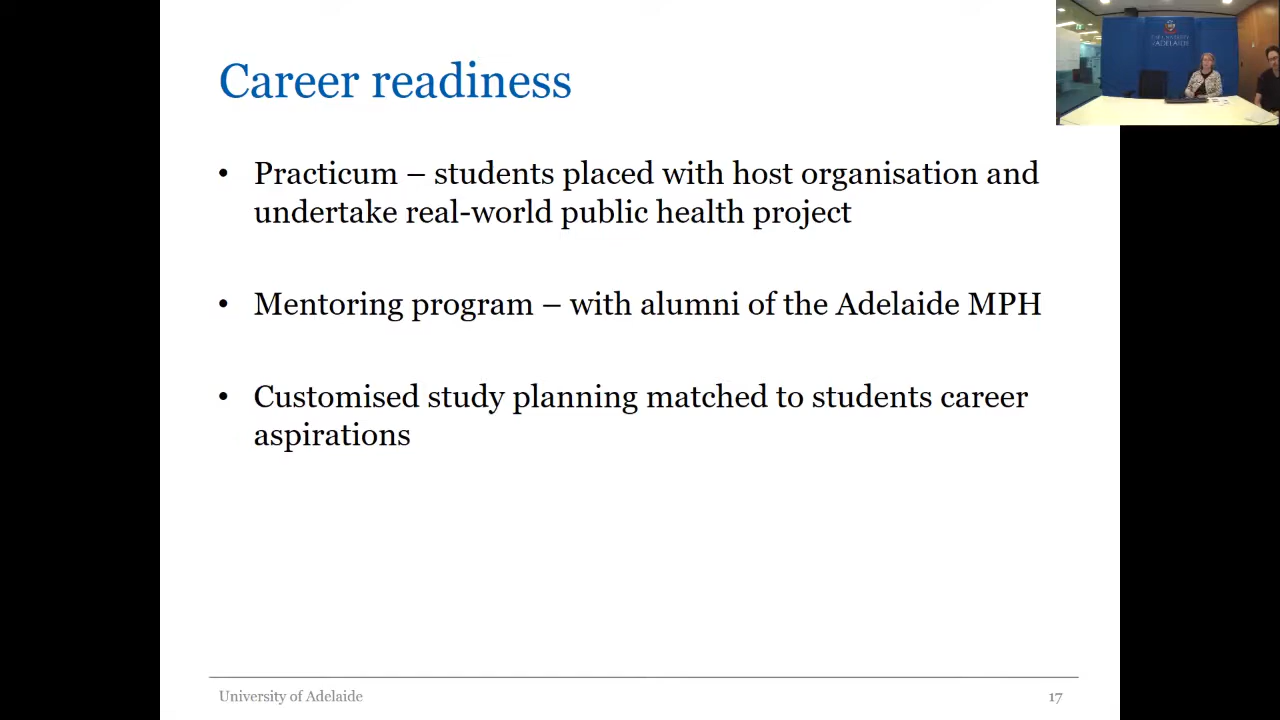 Career readiness
• Practicum – students placed with host organisation and
undertake real-world public health project
• Mentoring program – with alumni of the Adelaide MPH
• Customised study planning matched to students career
aspirations
University of Adelaide
17
ADELAIDE